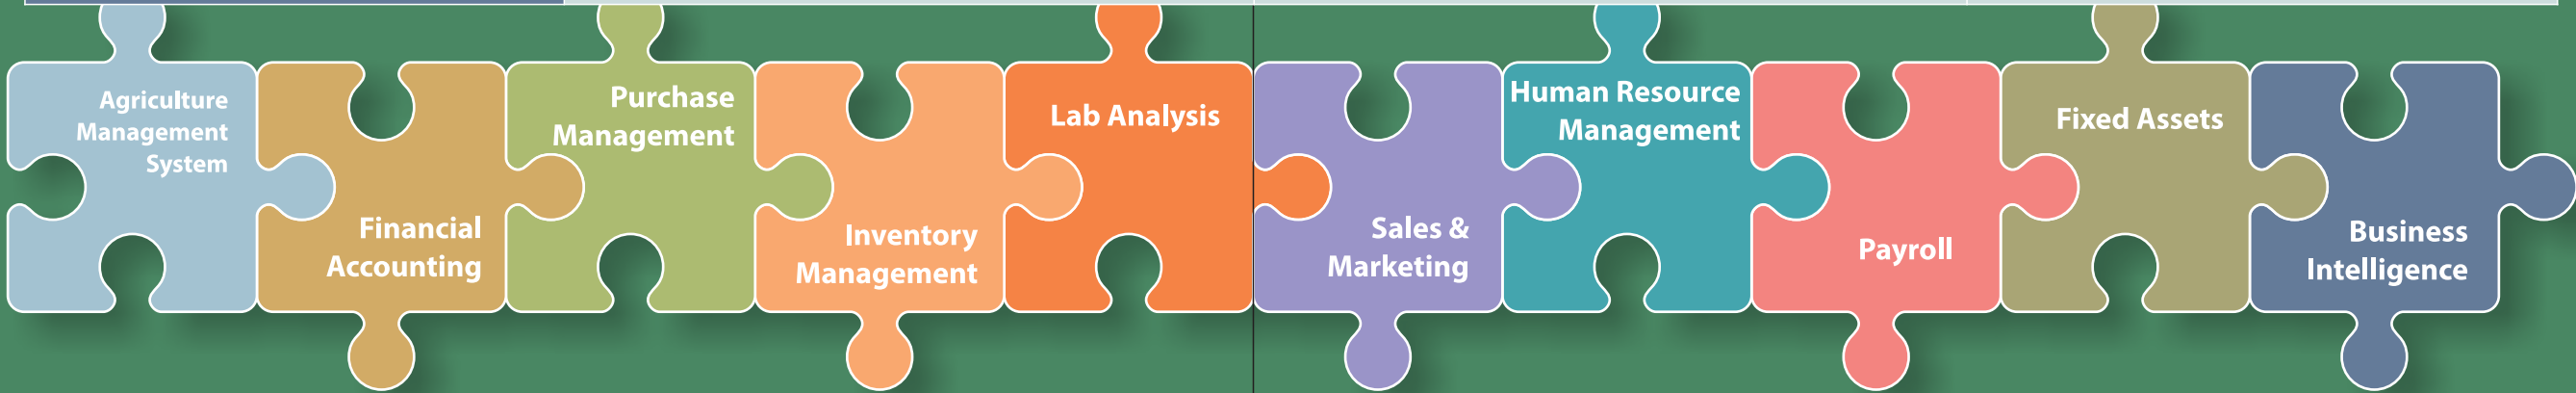 Agriculture
Management
System
Financial
Accounting
Purchase
Management
Inventory
Management
Lab Analysis
Sales &
Marketing
Human Resource
Management
Payroll
Fixed Assets
Business
Intelligence